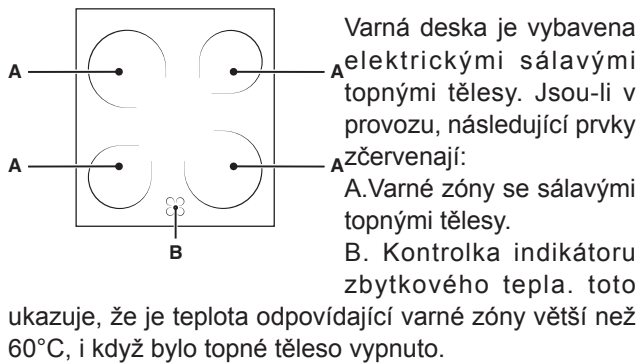 A
A
A
A
B
Varná deska je vybavena
elektrickými sálavými
topnými tělesy. Jsou-li v
provozu, následující prvky
zčervenají:
A.Varné zóny se sálavými
topnými tělesy.
B. Kontrolka indikátoru
zbytkového tepla. toto
ukazuje, že je teplota odpovídající varné zóny větší než
60°C, i když bylo topné těleso vypnuto.